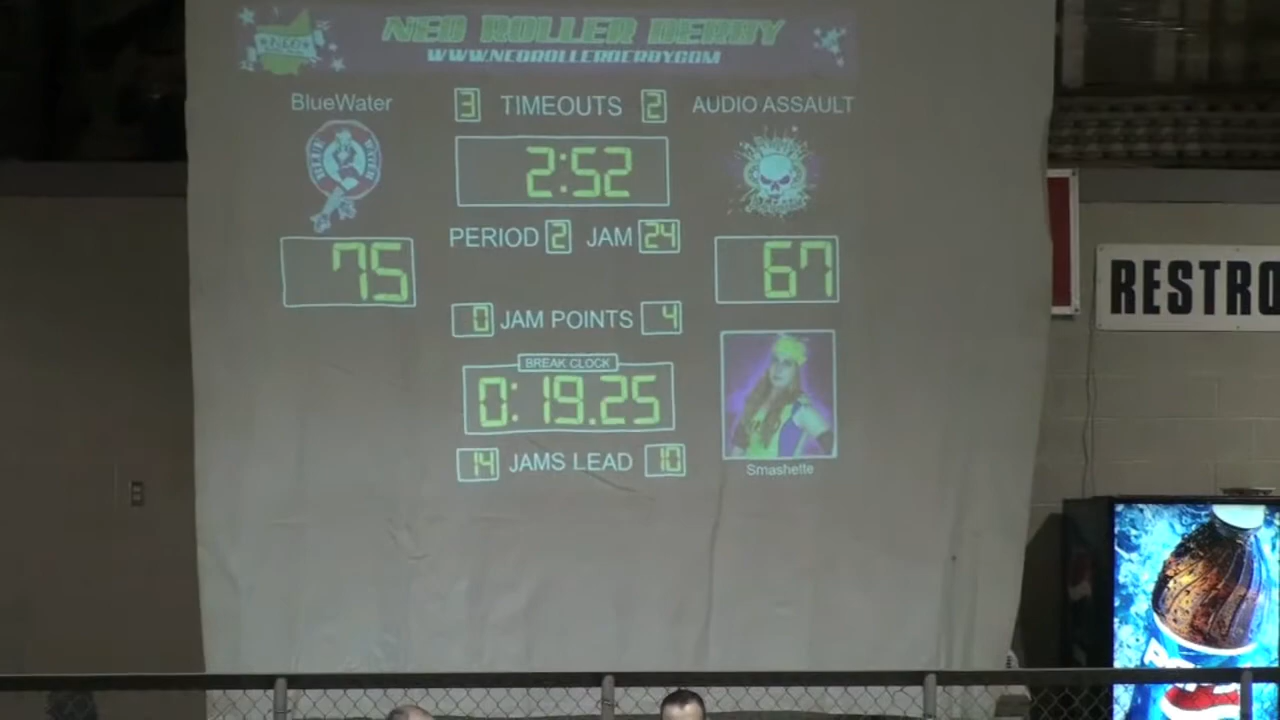 NEO ROLLER DERBY
WWW.NEOROLLERDERBY.COM
BlueWater
3 TIMEOUTS 2
AUDIO ASSAULT
2:52
PERIOD 2 JAM 24
75
67
0 JAM POINTS 4
BREAK CLOCK
0:19.25
14 JAMS LEAD 10
Smashette
RESTRO